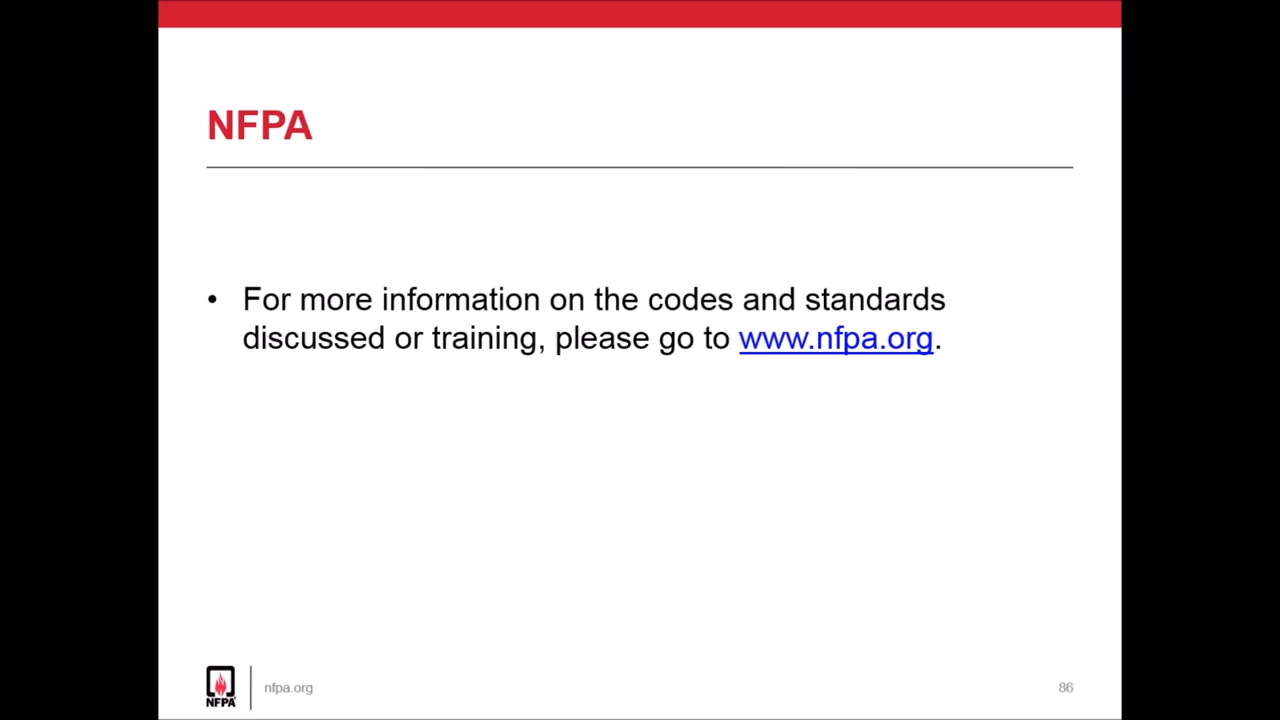 NFPA
• For more information on the codes and standards
discussed or training, please go to www.nfpa.org.
NFPA
nfpa.org
86